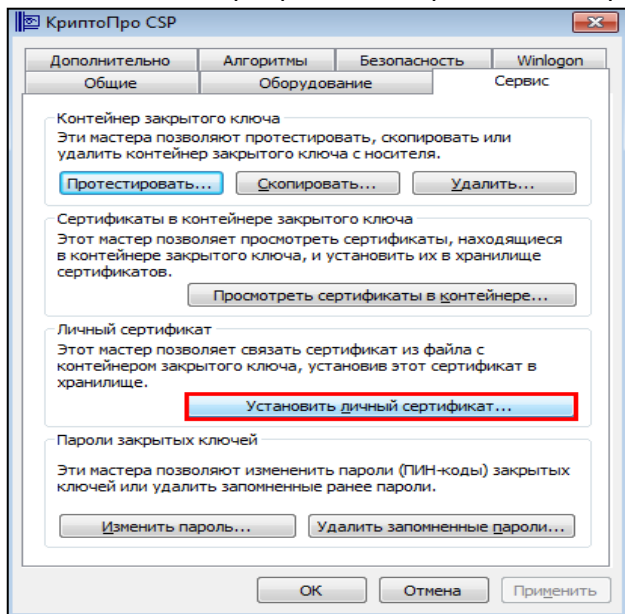 КриптоПро CSP
Дополнительно Алгоритмы Безопасность Winlogon
Общие Оборудование Сервис
Контейнер закрытого ключа
Эти мастера позволяют протестировать, скопировать или
удалить контейнер закрытого ключа с носителя.
Протестировать... Скопировать... Удалить...
Сертификаты в контейнере закрытого ключа
Этот мастер позволяет просмотреть сертификаты, находящиеся
в контейнере закрытого ключа, и установить их в хранилище
сертификатов.
Просмотреть сертификаты в контейнере...
Личный сертификат
Этот мастер позволяет связать сертификат из файла с
контейнером закрытого ключа, установив этот сертификат в
хранилище.
Установить личный сертификат...
Пароли закрытых ключей
Эти мастера позволяют измененить пароли (ПИН-коды) закрытых
ключей или удалить запомненные ранее пароли.
Изменить пароль... Удалить запомненные пароли...
ОК Отмена Применить